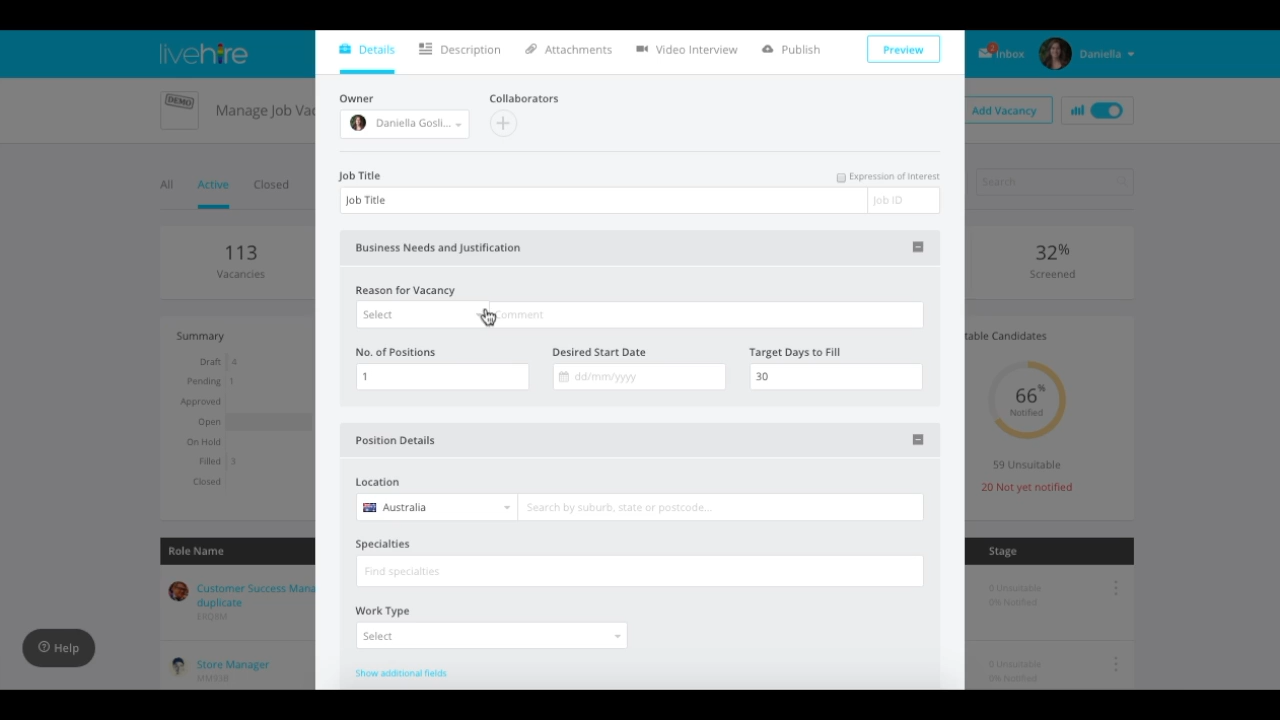 livehire
Details
Description
Attachments
Video Interview
Publish
Preview
2
Inbox
Daniella
DEMO
Manage Job Vac
Add Vacancy
Owner
Collaborators
Daniella Gosli...
All
Active
Closed
Search
Job Title
Expression of Interest
Job Title
Job ID
113
Vacancies
32%
Screened
Business Needs and Justification
Reason for Vacancy
Select
Comment
No. of Positions
Desired Start Date
Target Days to Fill
1
dd/mm/yyyy
30
Summary
Draft 4
Pending 1
Approved
Open
On Hold
Filled 3
Closed
table Candidates
66%
Notified
59 Unsuitable
20 Not yet notified
Position Details
Location
Australia
Search by suburb, state or postcode...
Specialties
Find specialties
Work Type
Select
Show additional fields
Role Name
Stage
Customer Success Mana
duplicate
0 Unsuitable
0% Notified
Store Manager
MM33B
0 Unsuitable
0% Notified
Help